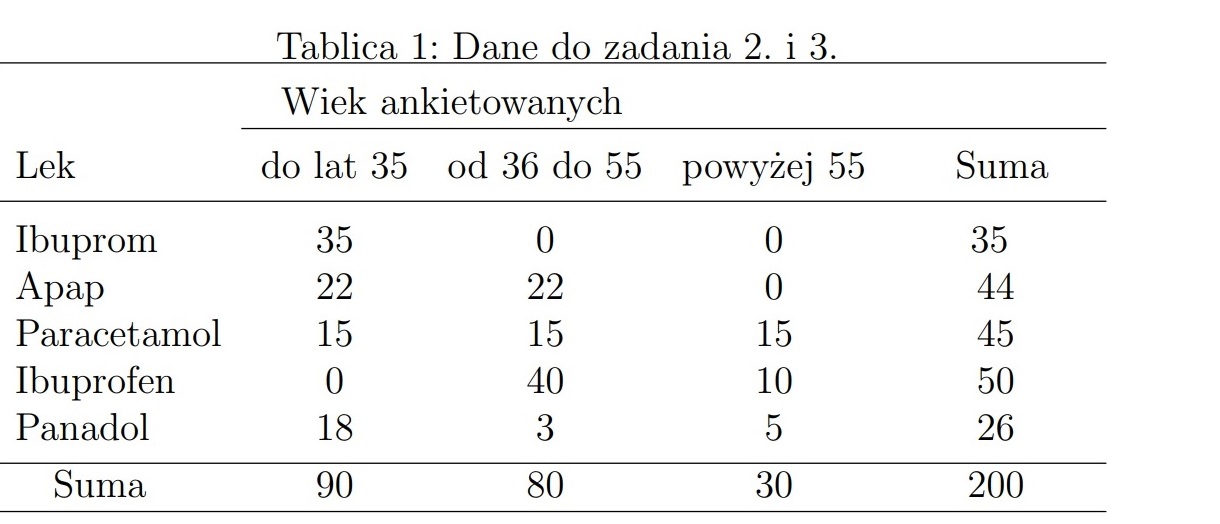 Tablica 1: Dane do zadania 2. i 3.
Wiek ankietowanych
Lek do lat 35 od 36 do 55 powyżej 55 Suma
Ibuprom 35 0 0 35
Apap 22 22 0 44
Paracetamol 15 15 15 45
Ibuprofen 0 40 10 50
Panadol 18 3 5 26
Suma 90 80 30 200